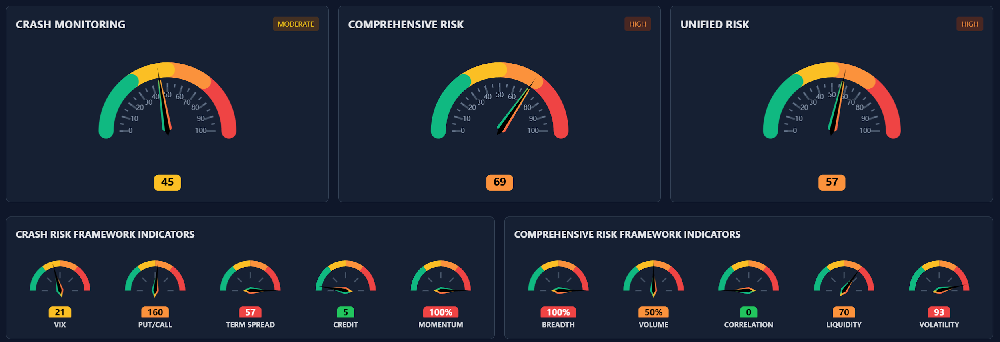 CRASH MONITORING
MODERATE
0
10
20
30
40
50
60
70
80
90
100
45
COMPREHENSIVE RISK
HIGH
0
10
20
30
40
50
60
80
90
100
69
UNIFIED RISK
HIGH
0
10
20
30
40
50
60
70
80
90
100
57
CRASH RISK FRAMEWORK INDICATORS
21
VIX
160
PUT/CALL
57
TERM SPREAD
5
CREDIT
100%
MOMENTUM
COMPREHENSIVE RISK FRAMEWORK INDICATORS
100%
BREADTH
50%
VOLUME
0
CORRELATION
70
LIQUIDITY
93
VOLATILITY